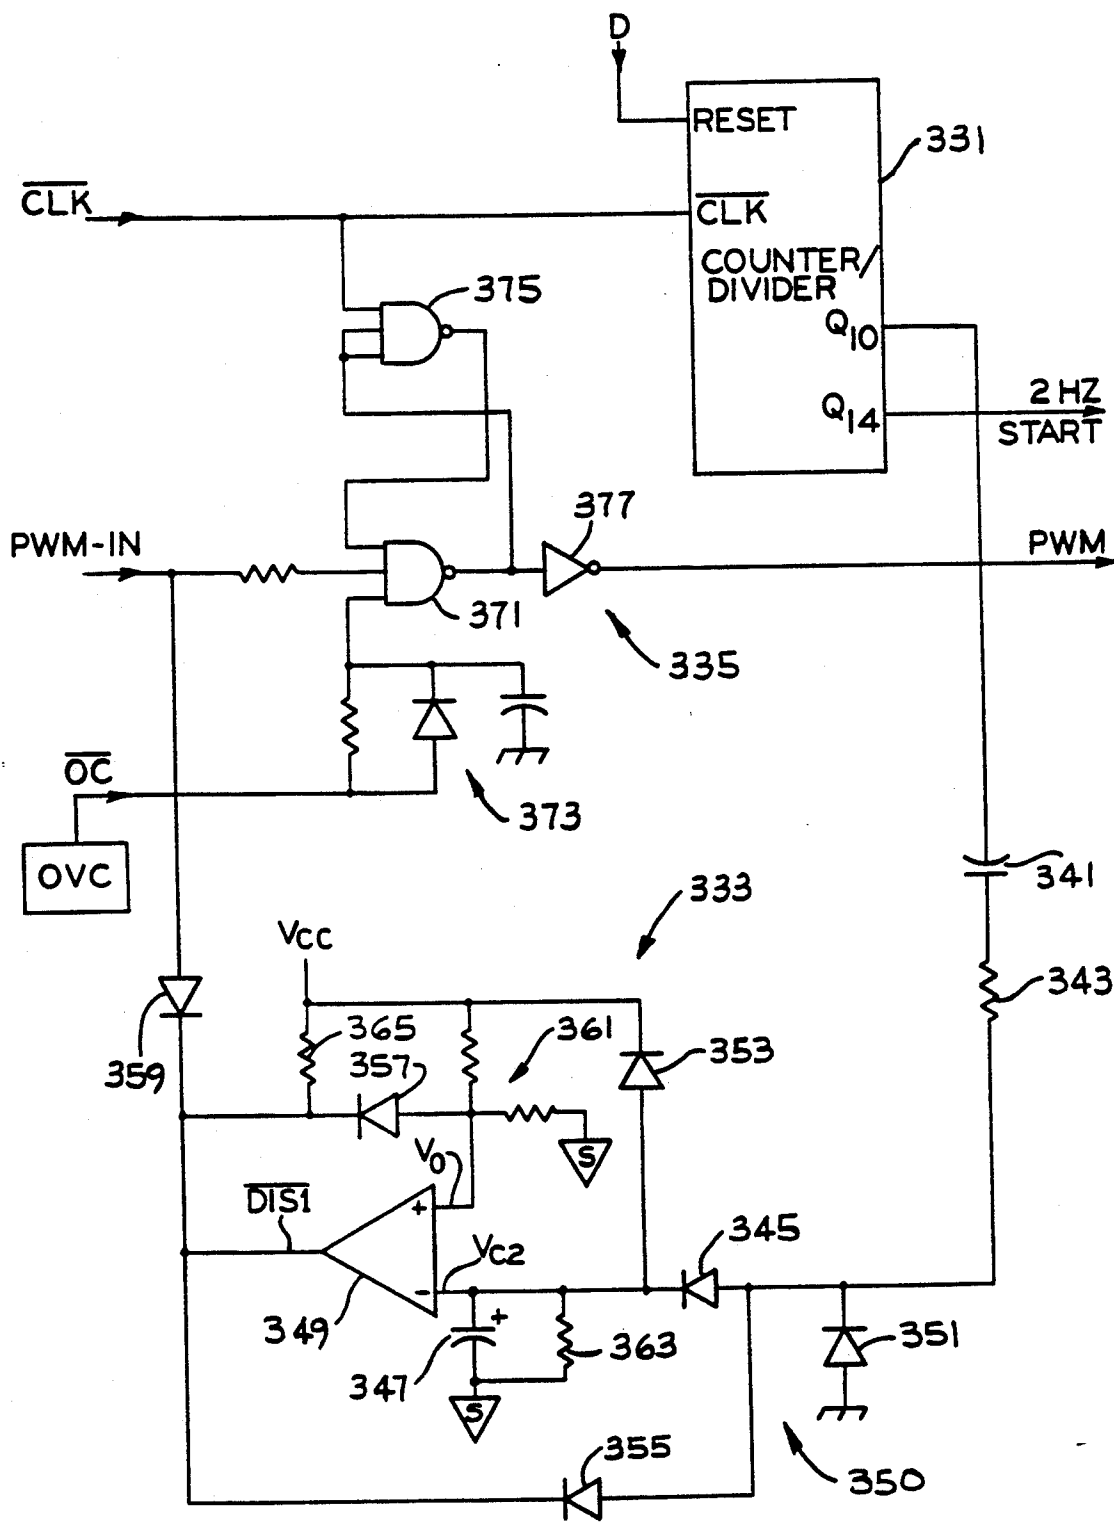 D
RESET
331
CLK
CLK
COUNTER/
DIVIDER
375
Q10
2 HZ
Q14
START
377
PWM-IN
PWM
371
335
OC
373
OVC
341
333
VCC
343
365
361
353
357
359
S
V0
DIS1
345
+
VC2
-
+
349
363
351
347
S
355
350